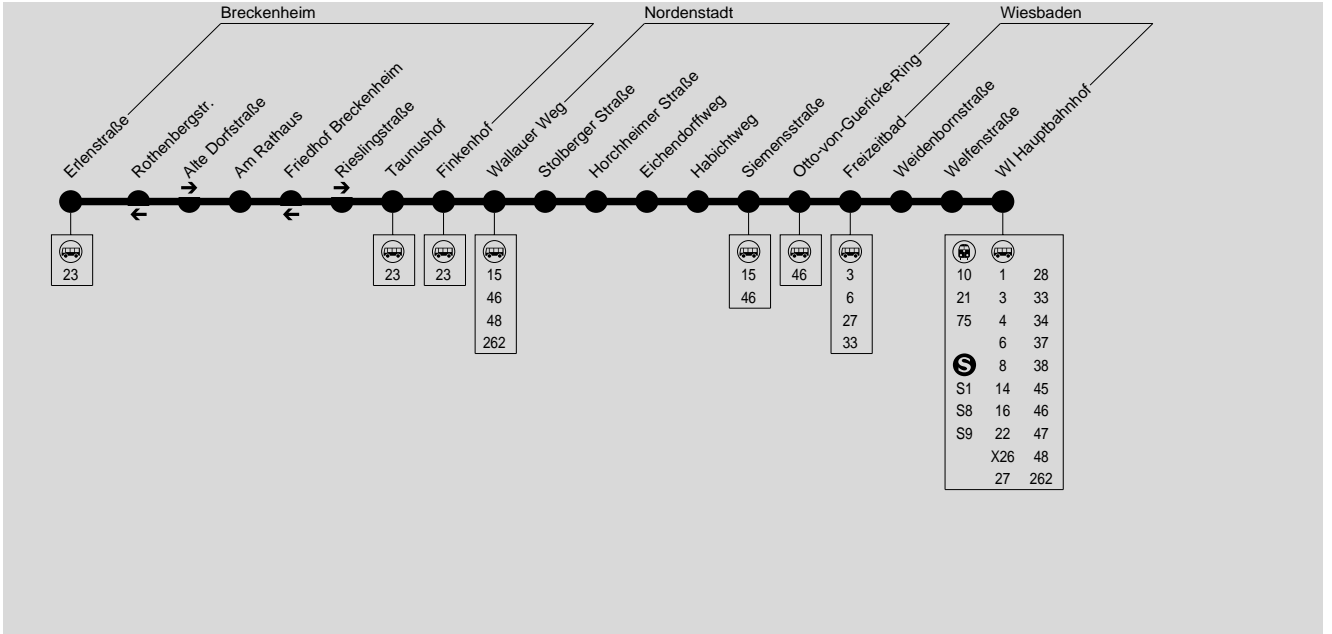 Breckenheim
Nordenstadt
Wiesbaden
Erlenstraße
Rothenbergstr.
Alte Dorfstraße
Am Rathaus
Friedhof Breckenheim
Rieslingstraße
Taunushof
Finkenhof
Wallauer Weg
Stolberger Straße
Horchheimer Straße
Eichendorffweg
Habichtweg
Siemensstraße
Otto-von-Guericke-Ring
Freizeitbad
Weidenbornstraße
Welfenstraße
WI Hauptbahnhof
23
23
23
15
46
48
262
15
46
46
3
6
27
33
10 1 28
21 3 33
75 4 34
6 37
S 8 38
S1 14 45
S8 16 46
S9 22 47
X26 48
27 262